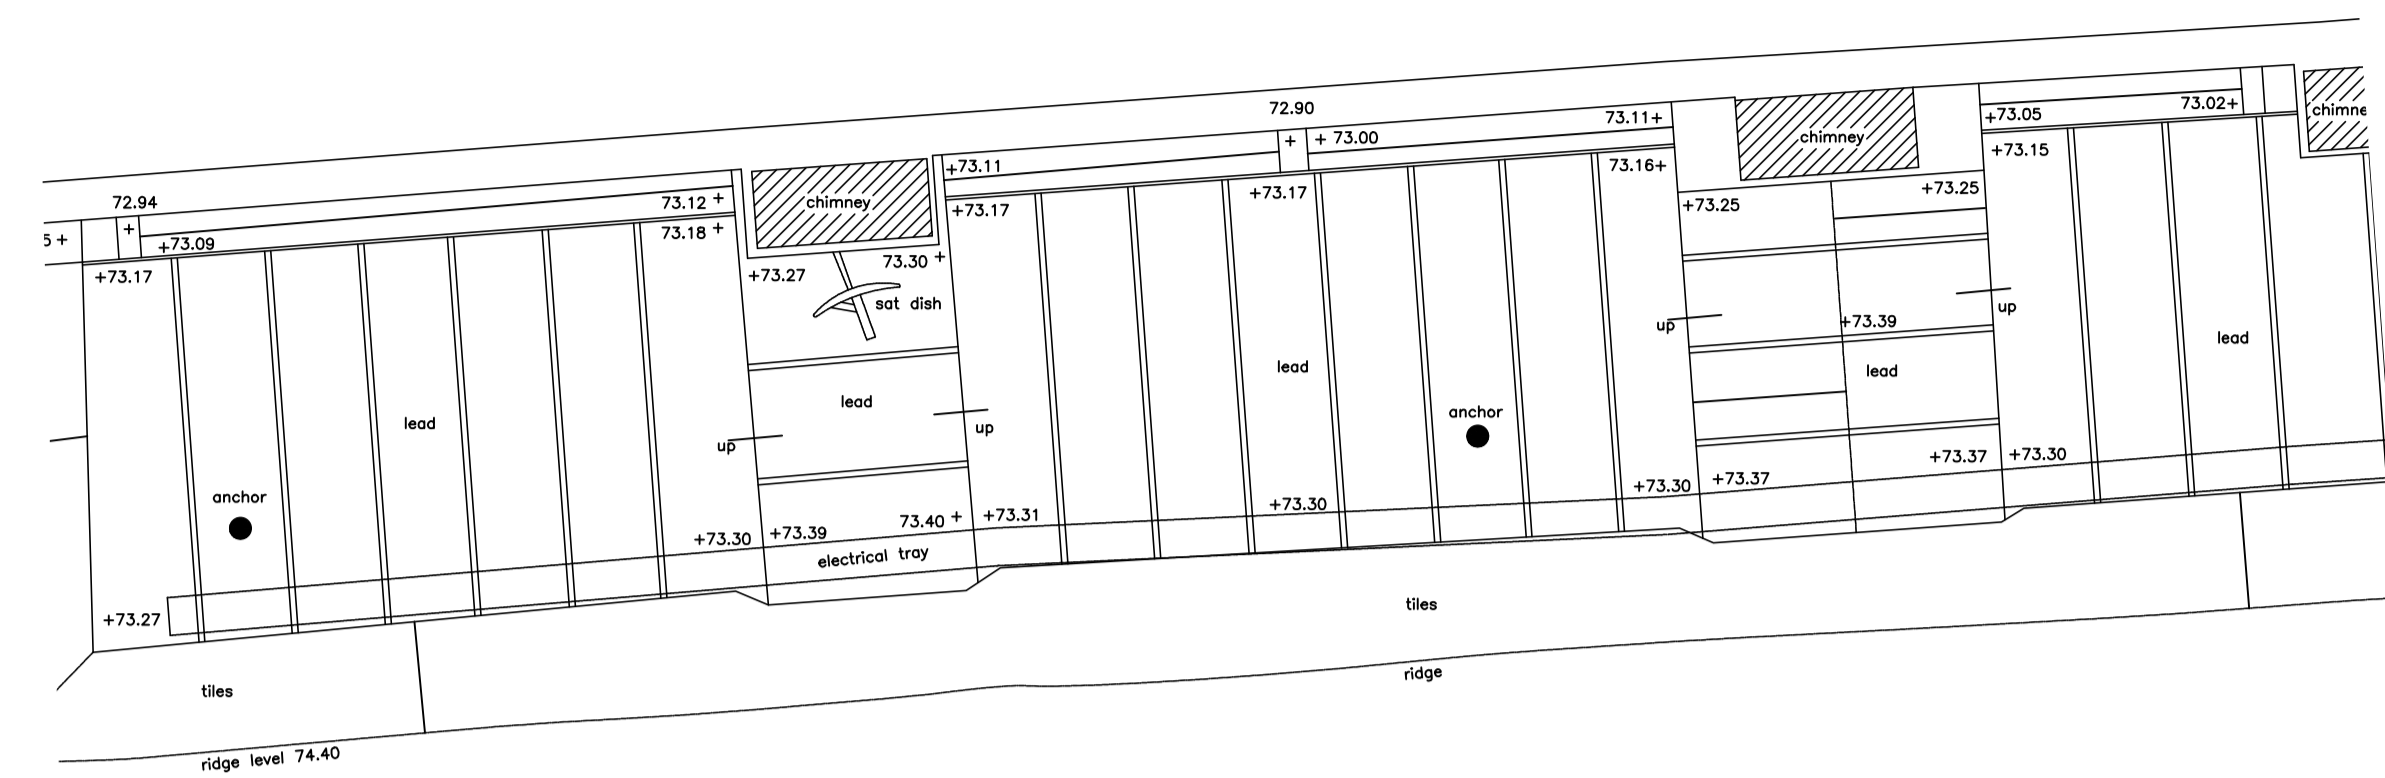 72.90
73.02+
chimne
+73.05
73.11+
+ 73.00
+
chimney
+73.15
73.16+
+73.11
+73.17
+73.17
+73.25
+73.25
72.94
73.12 +
chimney
73.18 +
5 +
+
+73.09
+73.17
+73.27
73.30 +
sat dish
up
+73.39
up
lead
lead
lead
lead
lead
anchor
up
up
+73.37
+73.30
+73.37
+73.30
+73.30
anchor
+73.31
73.40 +
+73.39
+73.30
electrical tray
+73.27
tiles
tiles
ridge
ridge level 74.40